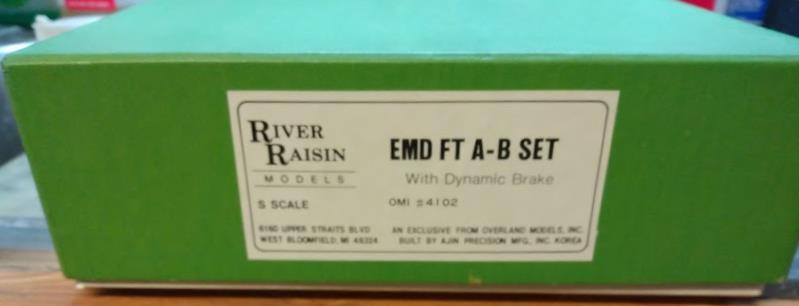 RIVER
RAISIN
MODELS
S SCALE
6160 UPPER STRAITS BLVD
WEST BLOOMFIELD, MI 48324
EMD FT A-B SET
With Dynamic Brake
OMI #4102
AN EXCLUSIVE FROM OVERLAND MODELS, INC.
BUILT BY AJIN PRECISION MFG., INC. KOREA